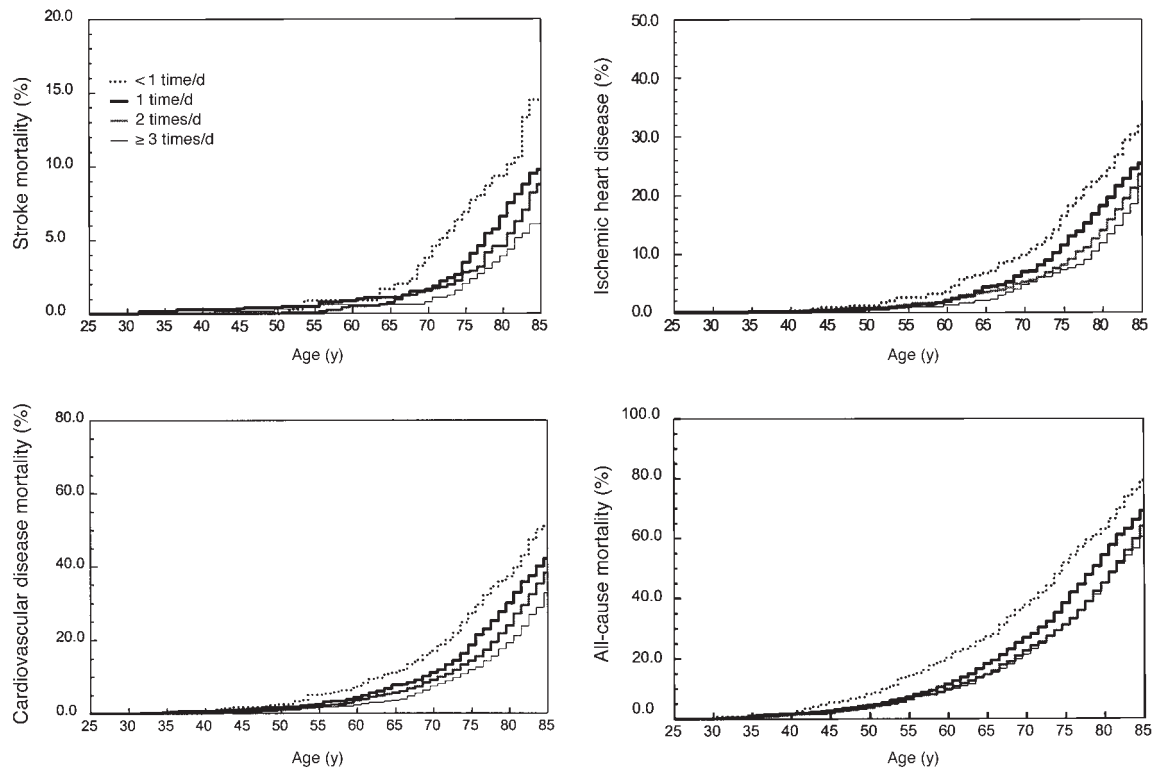 Stroke mortality (%)
20.0
15.0
10.0
5.0
0.0
< 1 time/d
1 time/d
2 times/d
≥ 3 times/d
25 30 35 40 45 50 55 60 65 70 75 80 85
Age (y)
Ischemic heart disease (%)
50.0
40.0
30.0
20.0
10.0
0.0
25 30 35 40 45 50 55 60 65 70 75 80 85
Age (y)
Cardiovascular disease mortality (%)
80.0
60.0
40.0
20.0
0.0
25 30 35 40 45 50 55 60 65 70 75 80 85
Age (y)
All-cause mortality (%)
100.0
80.0
60.0
40.0
20.0
0.0
25 30 35 40 45 50 55 60 65 70 75 80 85
Age (y)